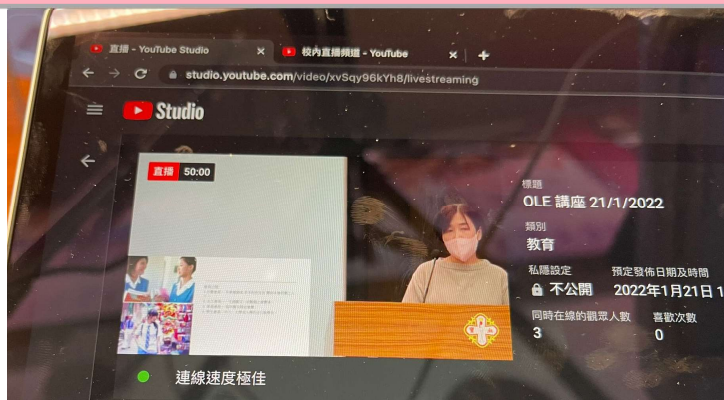 直播 - YouTube Studio
校內直播頻道 - YouTube
studio.youtube.com/video/xvSqy96kYh8/livestreaming
Studio
直播 50:00
標題
OLE 講座 21/1/2022
類別
教育
私隱設定 預定發佈日期及時間
不公開 2022年1月21日 1
同時在線的觀眾人數 喜歡次數
3 0
連線速度極佳